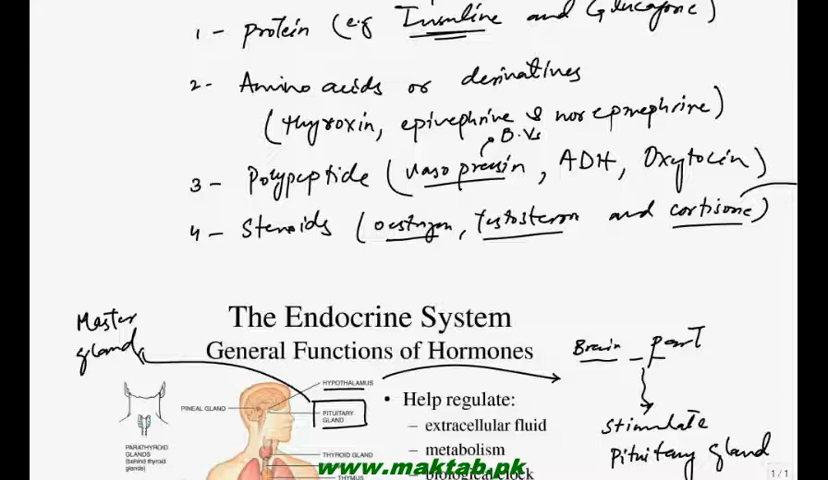 1 - Protein (e.g Insuline and Glucagone)
2 - Amino acids or derinatines
(thyroxin, epinephrine & norepinephrine)
B.Vs
3 - Polypeptide (vasopressin, ADH, Oxytocin)
4 - Steroids (oestrogen, testosteron and cortisone)
Master
gland
The Endocrine System
General Functions of Hormones
Brain - part
HYPOTHALAMUS
PINEAL GLAND
PITUITARY
GLAND
• Help regulate:
– extracellular fluid
stimulate
PARATHYROID
GLANDS
(behind thyroid
glands)
THYROID GLAND
– metabolism
Pituitary gland
THYMUS
www.maktab.pk
– biological clock
1 / 1